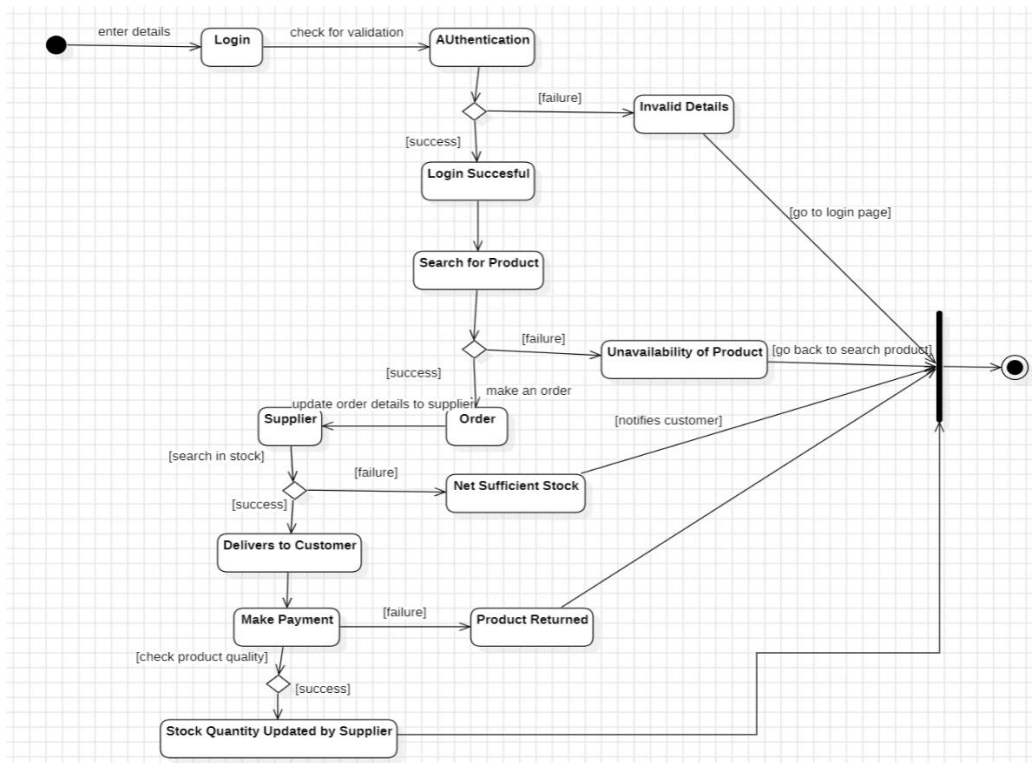 enter details
Login
check for validation
AUthentication
[failure]
Invalid Details
[success]
Login Succesful
[go to login page]
Search for Product
[failure]
Unavailability of Product
[go back to search product]
[success]
make an order
update order details to supplier
Supplier
Order
[notifies customer]
[search in stock]
[failure]
Net Sufficient Stock
[success]
Delivers to Customer
Make Payment
[failure]
Product Returned
[check product quality]
[success]
Stock Quantity Updated by Supplier